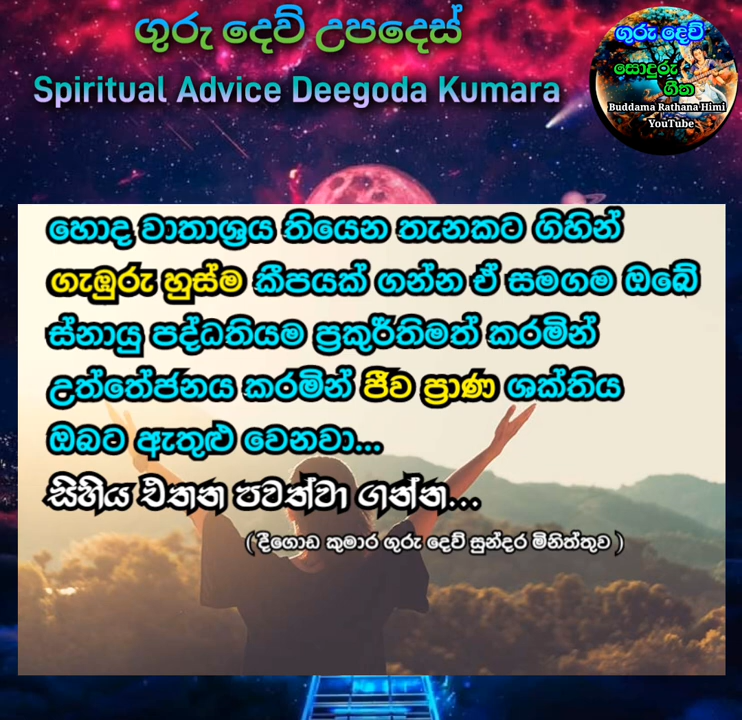 ගුරු දෙව් උපදෙස්
Spiritual Advice Deegoda Kumara
ගුරු දෙව්
සොඳුරු
ගීත
Buddama Rathana Himi
YouTube
හොද වාතාශ්‍රය තියෙන තැනකට ගිහින්
ගැඹුරු හුස්ම කීපයක් ගන්න ඒ සමගම ඔබේ
ස්නායු පද්ධතියම ප්‍රකුර්තිමත් කරමින්
උත්තේජනය කරමින් ජීව ප්‍රාණ ශක්තිය
ඔබට ඇතුළු වෙනවා...
සිහිය එතන පවත්වා ගන්න...
( දීගොඩ කුමාර ගුරු දෙව් සුන්දර මිනිත්තුව )